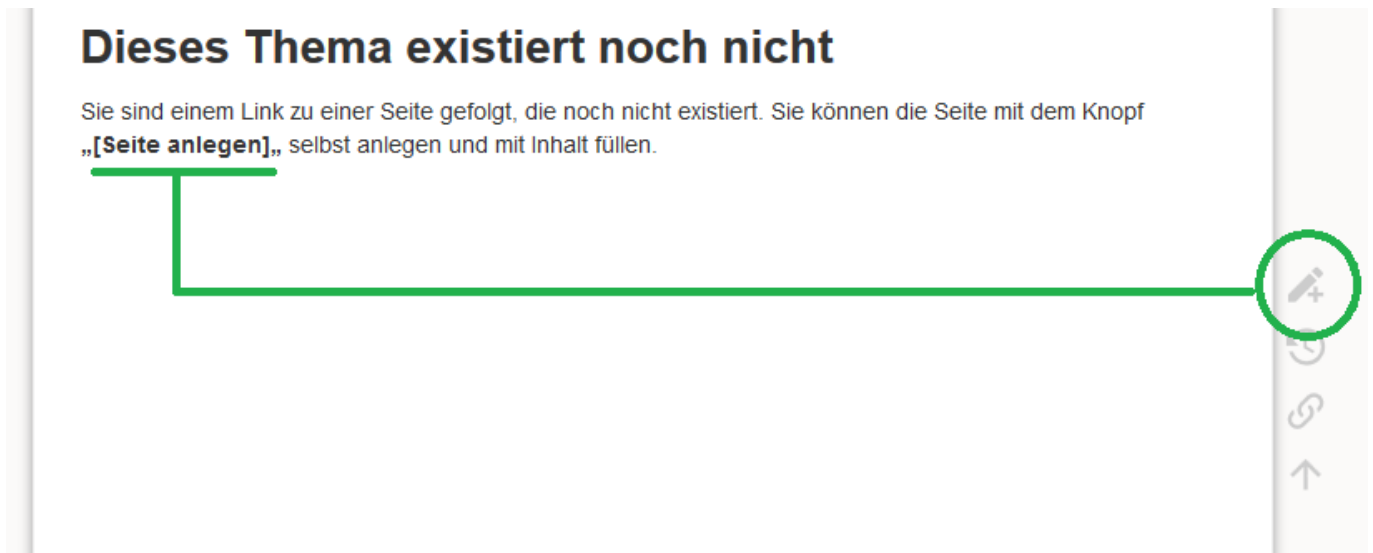 Dieses Thema existiert noch nicht
Sie sind einem Link zu einer Seite gefolgt, die noch nicht existiert. Sie können die Seite mit dem Knopf
„[Seite anlegen]„ selbst anlegen und mit Inhalt füllen.